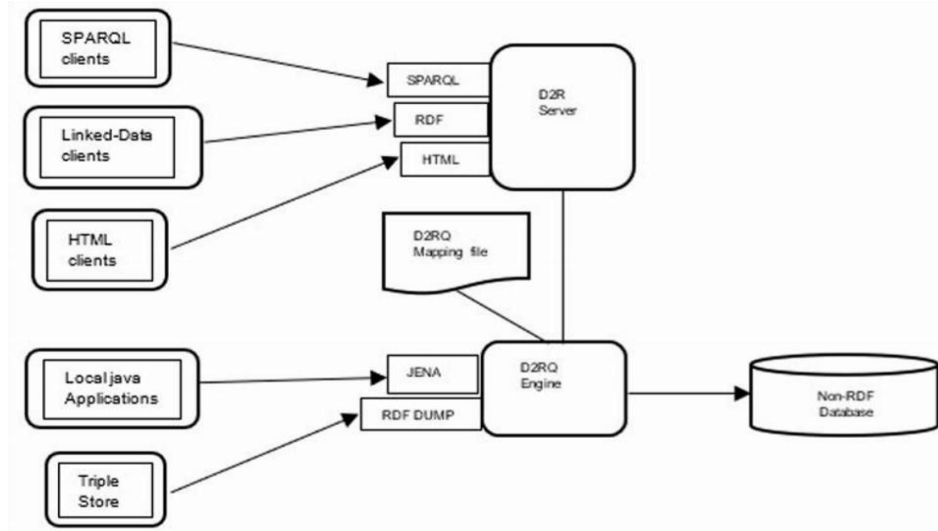 SPARQL
clients
SPARQL
D2R
Server
Linked-Data
clients
RDF
HTML
HTML
clients
D2RQ
Mapping file
Local java
Applications
JENA
RDF DUMP
D2RQ
Engine
Non-RDF
Database
Triple
Store